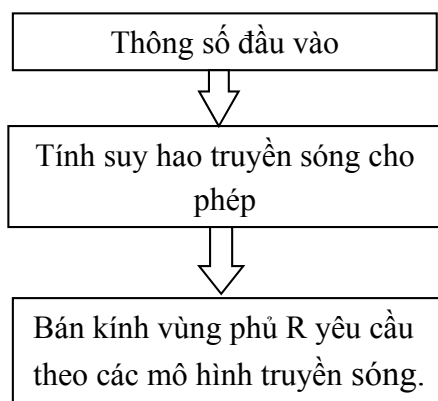 Thông số đầu vào
Tính suy hao truyền sóng cho
phép
Bán kính vùng phủ R yêu cầu
theo các mô hình truyền sóng.